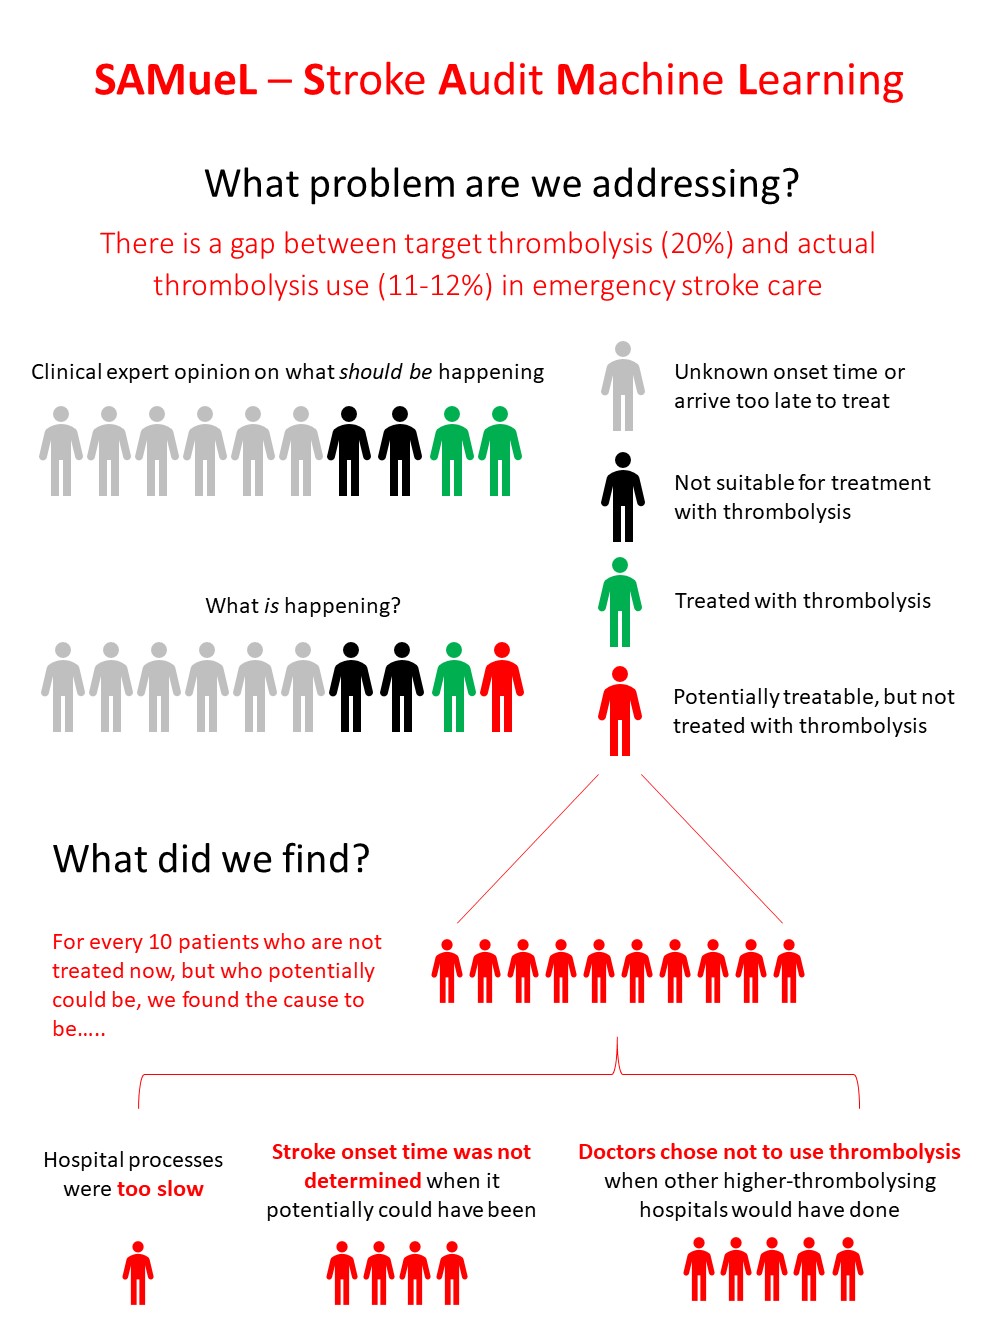 SAMueL – Stroke Audit Machine Learning
What problem are we addressing?
There is a gap between target thrombolysis (20%) and actual
thrombolysis use (11-12%) in emergency stroke care
Clinical expert opinion on what should be happening
Unknown onset time or
arrive too late to treat
Not suitable for treatment
with thrombolysis
Treated with thrombolysis
What is happening?
Potentially treatable, but not
treated with thrombolysis
What did we find?
For every 10 patients who are not
treated now, but who potentially
could be, we found the cause to
be.....
Hospital processes
were too slow
Stroke onset time was not
determined when it
potentially could have been
Doctors chose not to use thrombolysis
when other higher-thrombolysing
hospitals would have done